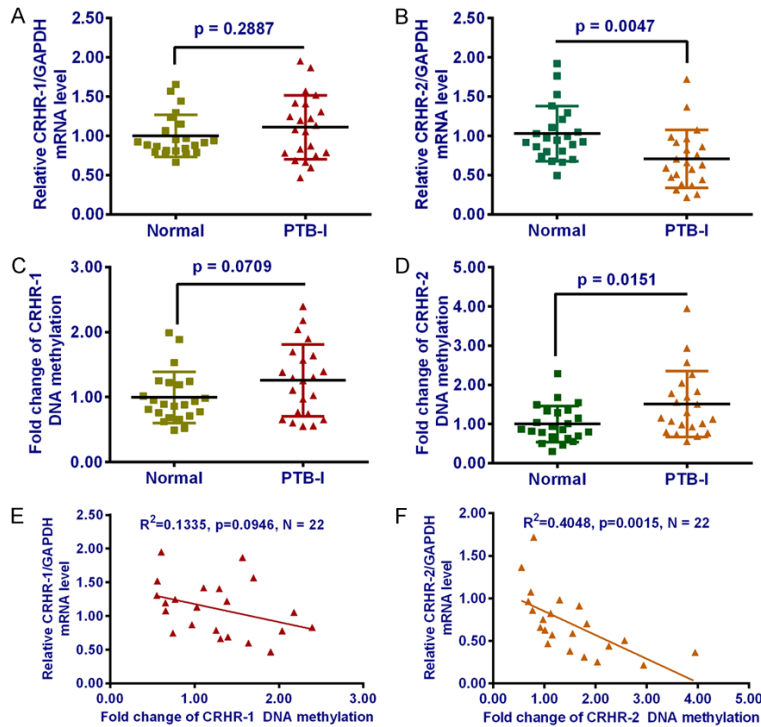 A
p = 0.2887
Relative CRHR-1/GAPDH
mRNA level
2.50
2.00
1.50
1.00
0.50
0.00
Normal
PTB-I
B
p = 0.0047
Relative CRHR-2/GAPDH
mRNA level
2.50
2.00
1.50
1.00
0.50
0.00
Normal
PTB-I
C
p = 0.0709
Fold change of CRHR-1
DNA methylation
3.00
2.00
1.00
0.00
Normal
PTB-I
D
p = 0.0151
Fold change of CRHR-2
DNA methylation
5.00
4.00
3.00
2.00
1.00
0.00
Normal
PTB-I
E
R²=0.1335, p=0.0946, N = 22
Relative CRHR-1/GAPDH
mRNA level
2.50
2.00
1.50
1.00
0.50
0.00
0.00
1.00
2.00
3.00
Fold change of CRHR-1 DNA methylation
F
R²=0.4048, p=0.0015, N = 22
Relative CRHR-2/GAPDH
mRNA level
2.00
1.50
1.00
0.50
0.00
0.00
1.00
2.00
3.00
4.00
5.00
Fold change of CRHR-2 DNA methylation